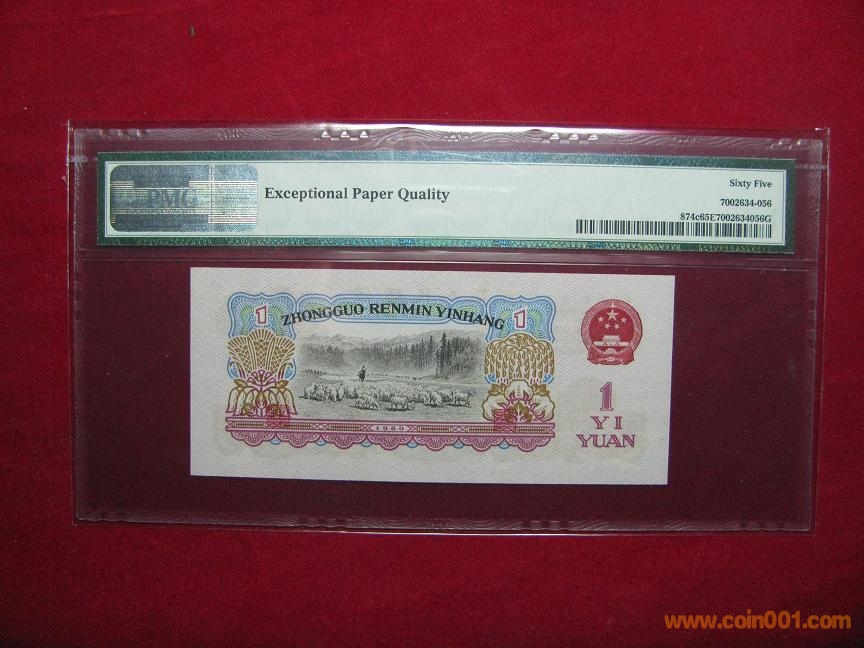 PMG
Exceptional Paper Quality
Sixty Five
7002634-056
874c65E7002634056G
1 ZHONGGUO RENMIN YINHANG 1
1
YI
YUAN
1960
www.coin001.com